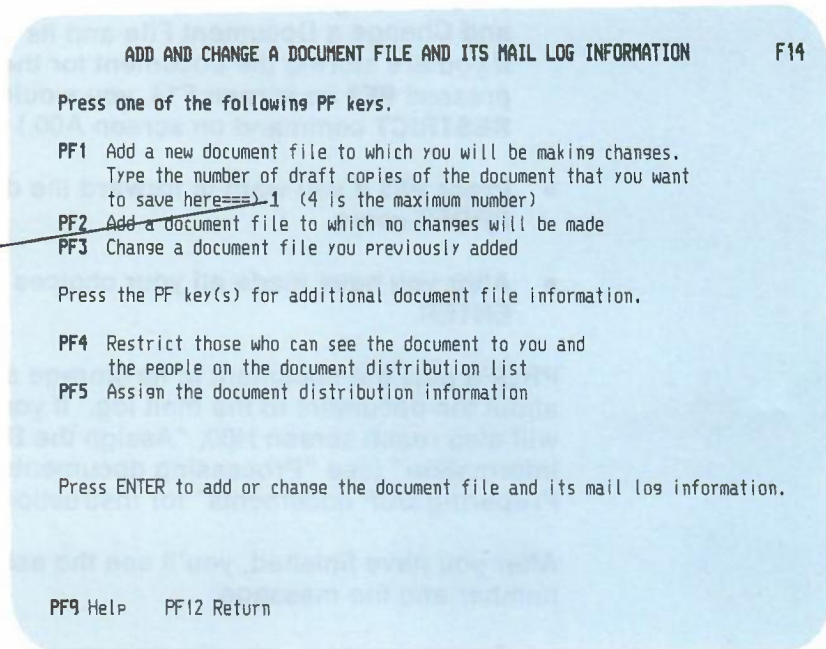 ADD AND CHANGE A DOCUMENT FILE AND ITS MAIL LOG INFORMATION F14
Press one of the following PF keys.
PF1 Add a new document file to which you will be making changes.
Type the number of draft copies of the document that you want
to save here===> 1 (4 is the maximum number)
PF2 Add a document file to which no changes will be made
PF3 Change a document file you previously added
Press the PF key(s) for additional document file information.
PF4 Restrict those who can see the document to you and
the people on the document distribution list
PF5 Assign the document distribution information
Press ENTER to add or change the document file and its mail log information.
PF9 Help PF12 Return